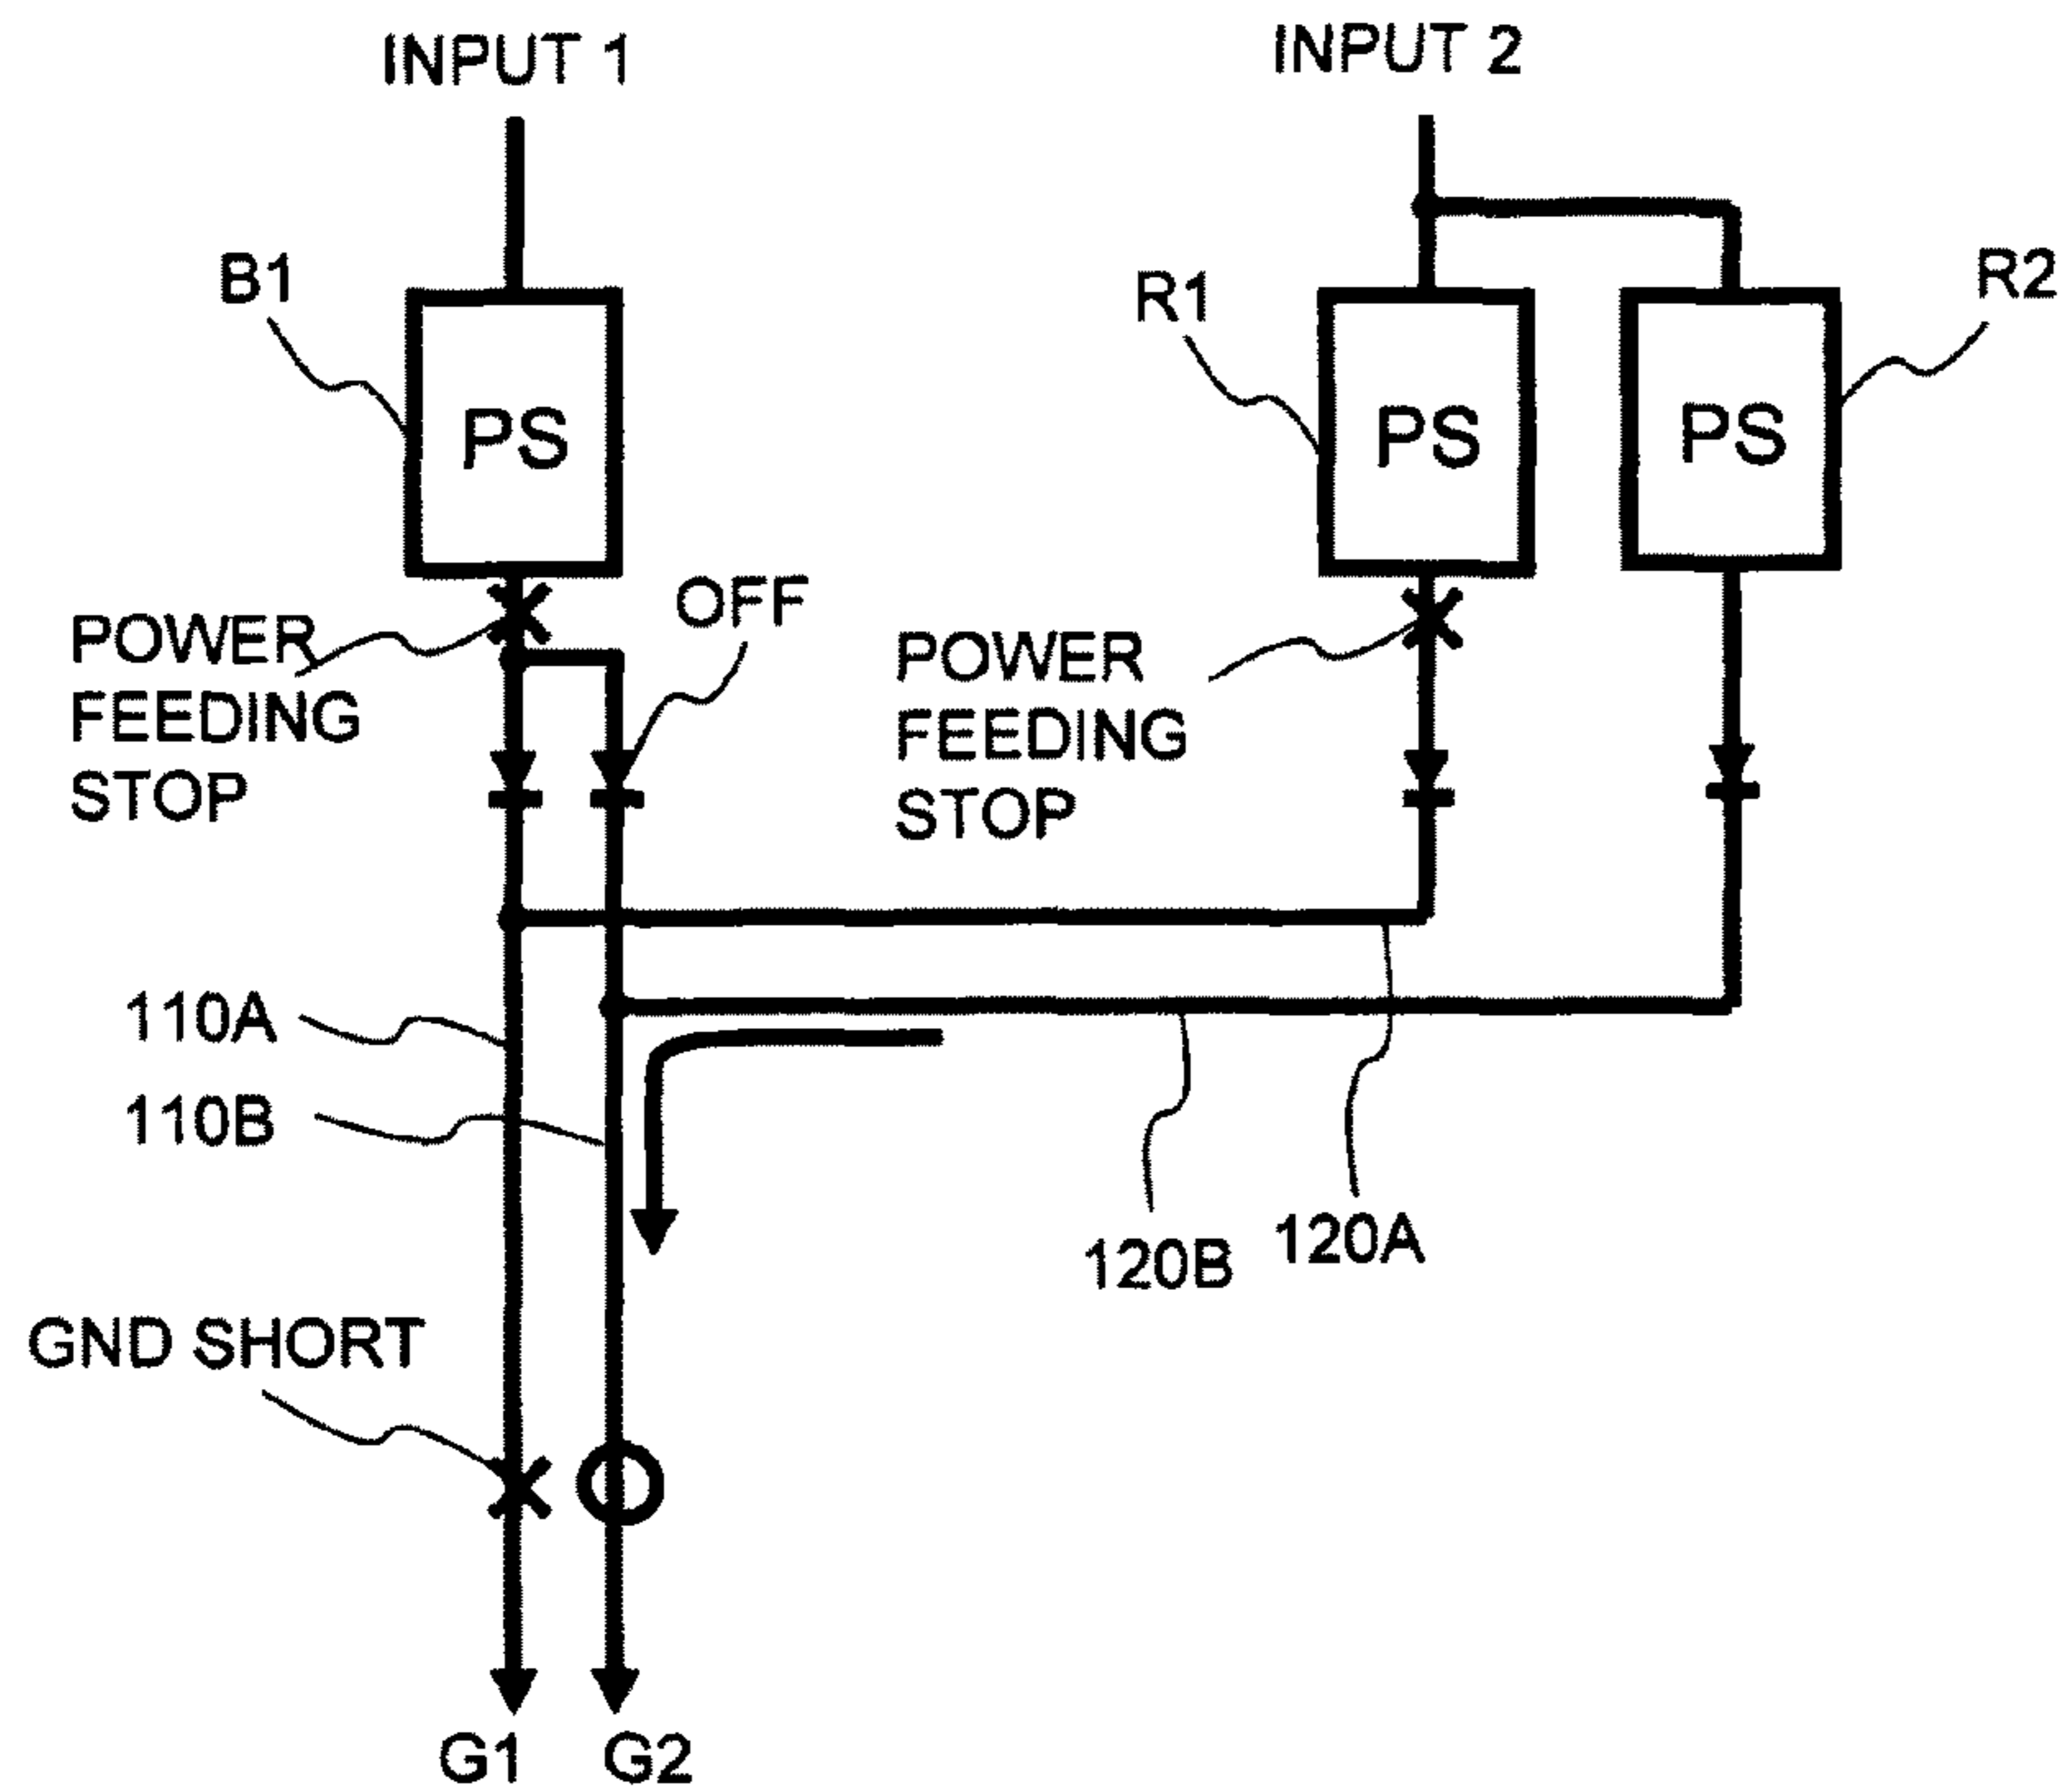 INPUT 1
INPUT 2
B1
R1
R2
PS
PS
PS
OFF
POWER
FEEDING
STOP
POWER
FEEDING
STOP
110A
110B
120B
120A
GND SHORT
G1
G2